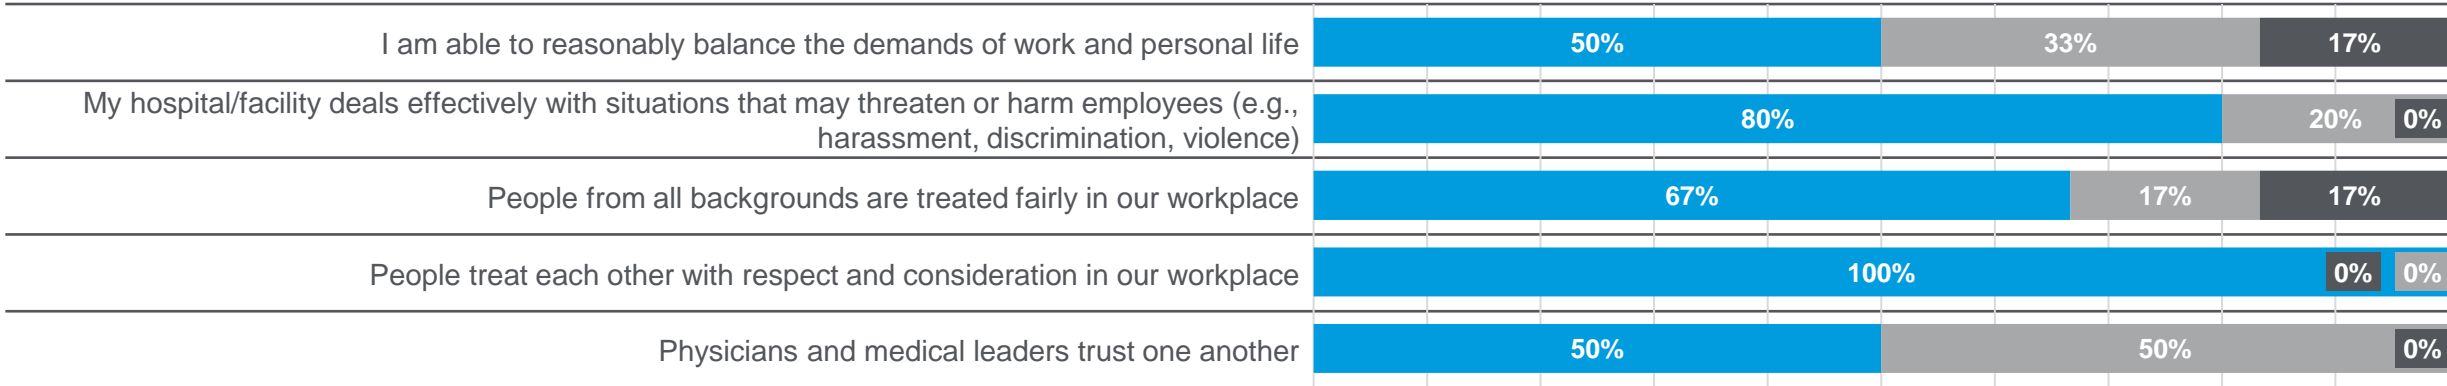 I am able to reasonably balance the demands of work and personal life 50% 33% 17%
My hospital/facility deals effectively with situations that may threaten or harm employees (e.g.,
harassment, discrimination, violence) 80% 20% 0%
People from all backgrounds are treated fairly in our workplace 67% 17% 17%
People treat each other with respect and consideration in our workplace 100% 0% 0%
Physicians and medical leaders trust one another 50% 50% 0%